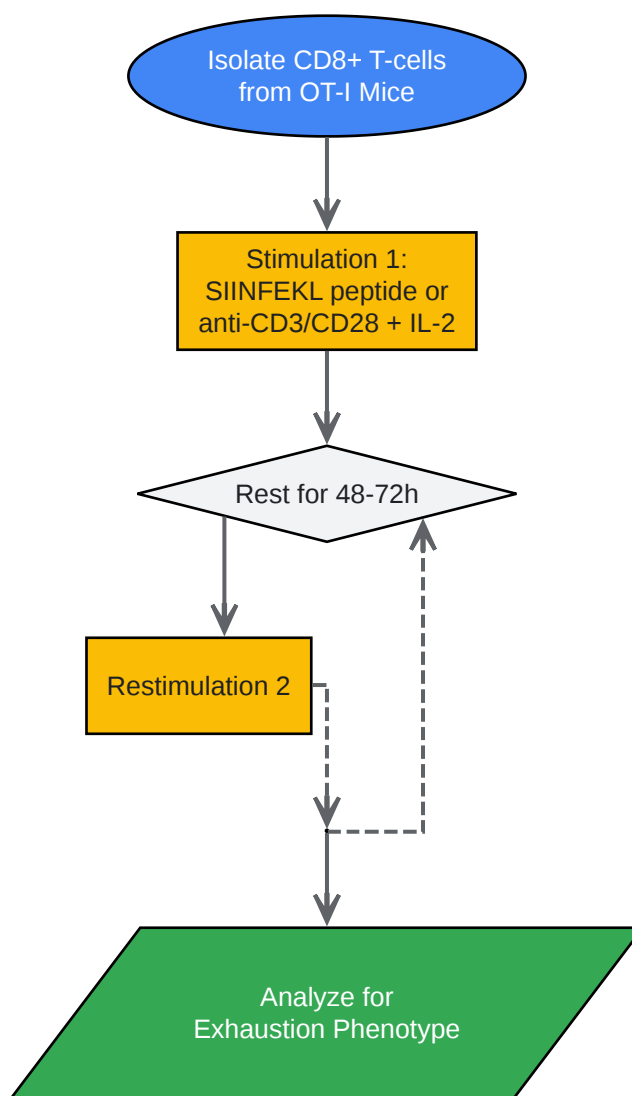 Isolate CD8+ T-cells
from OT-I Mice
Stimulation 1:
SIINFEKL peptide or
anti-CD3/CD28 + IL-2
Rest for 48-72h
Restimulation 2
Analyze for
Exhaustion Phenotype